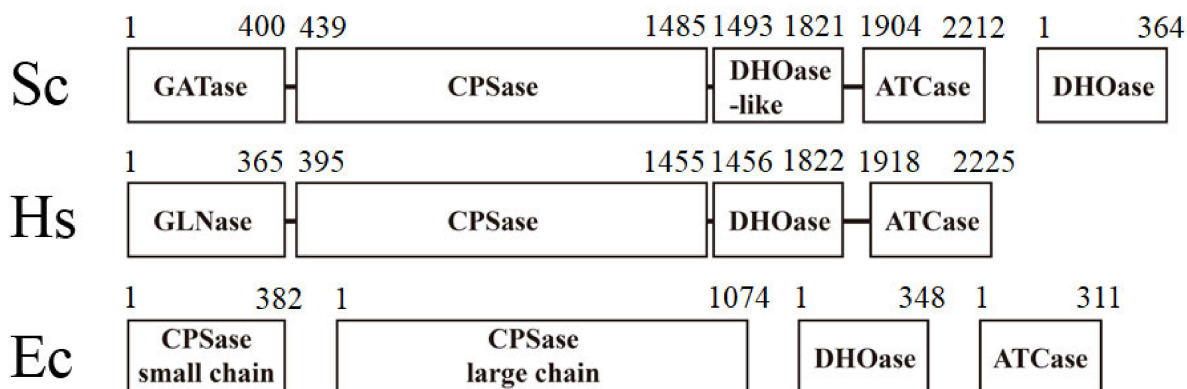 1 400 439 1485 1493 1821 1904 2212 1 364
Sc GATase CPSase DHOase -like ATCase DHOase
1 365 395 1455 1456 1822 1918 2225
Hs GLNase CPSase DHOase ATCase
1 382 1 1074 1 348 1 311
Ec CPSase small chain CPSase large chain DHOase ATCase